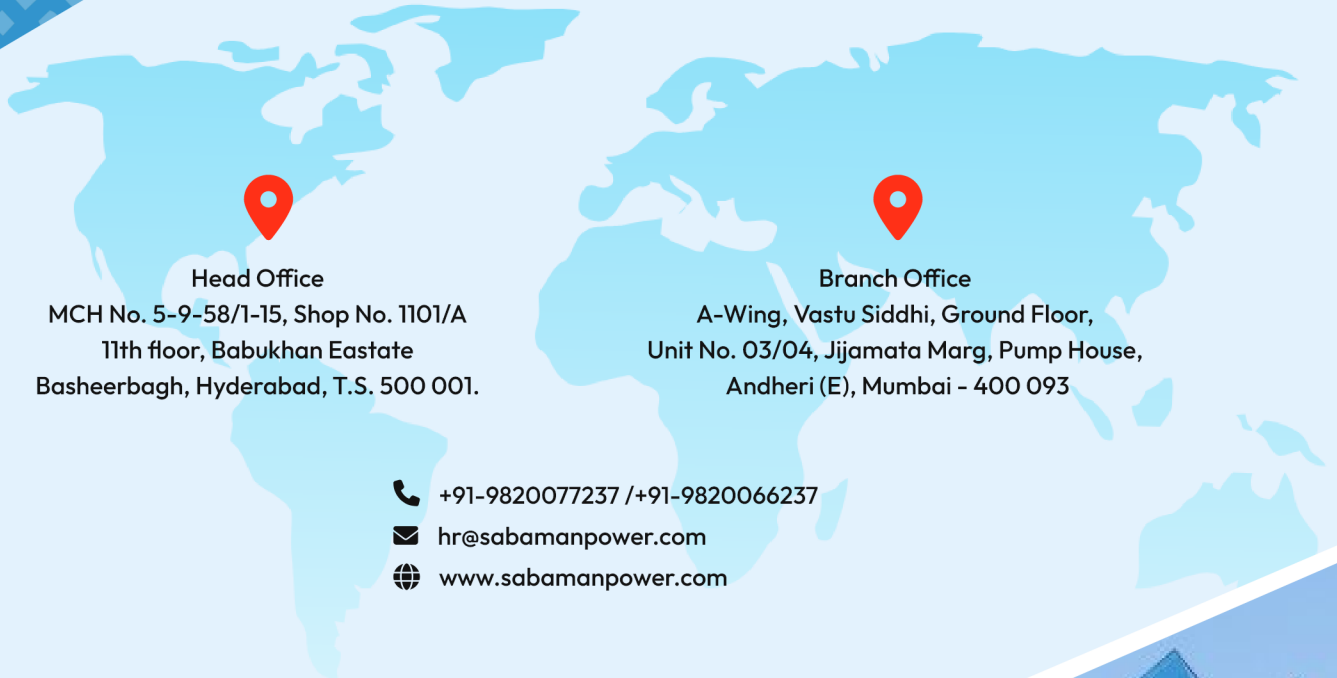 Head Office
MCH No. 5-9-58/1-15, Shop No. 1101/A
11th floor, Babukhan Eastate
Basheerbagh, Hyderabad, T.S. 500 001.
Branch Office
A-Wing, Vastu Siddhi, Ground Floor,
Unit No. 03/04, Jijamata Marg, Pump House,
Andheri (E), Mumbai - 400 093
+91-9820077237 /+91-9820066237
hr@sabamanpower.com
www.sabamanpower.com